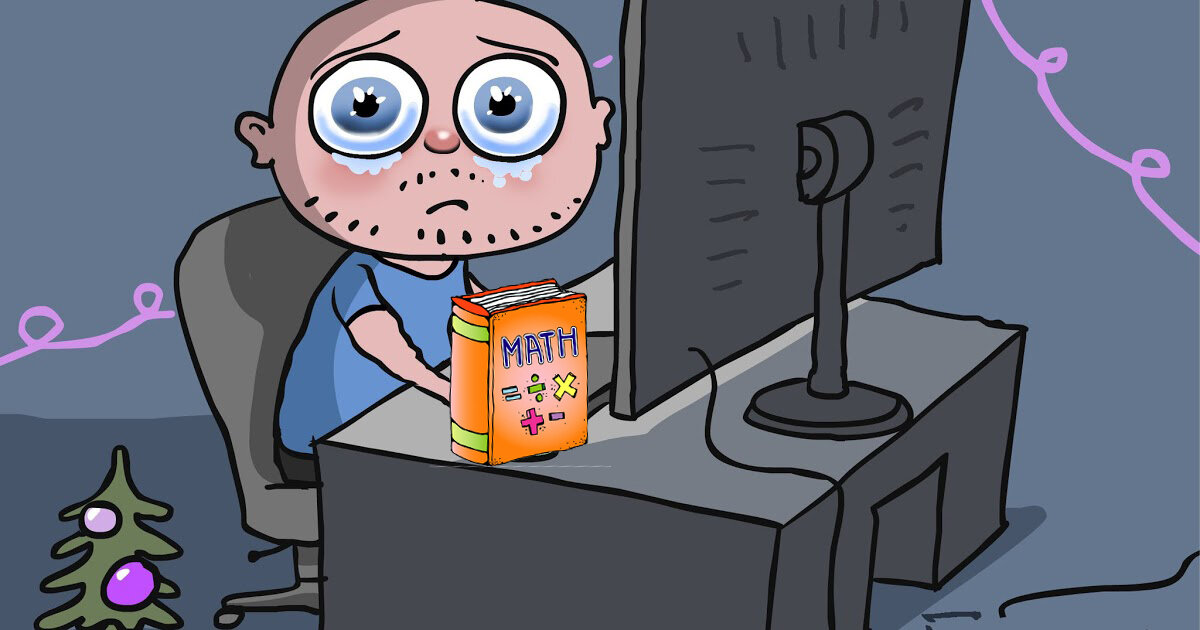 MATH
= ÷ ×
+ -